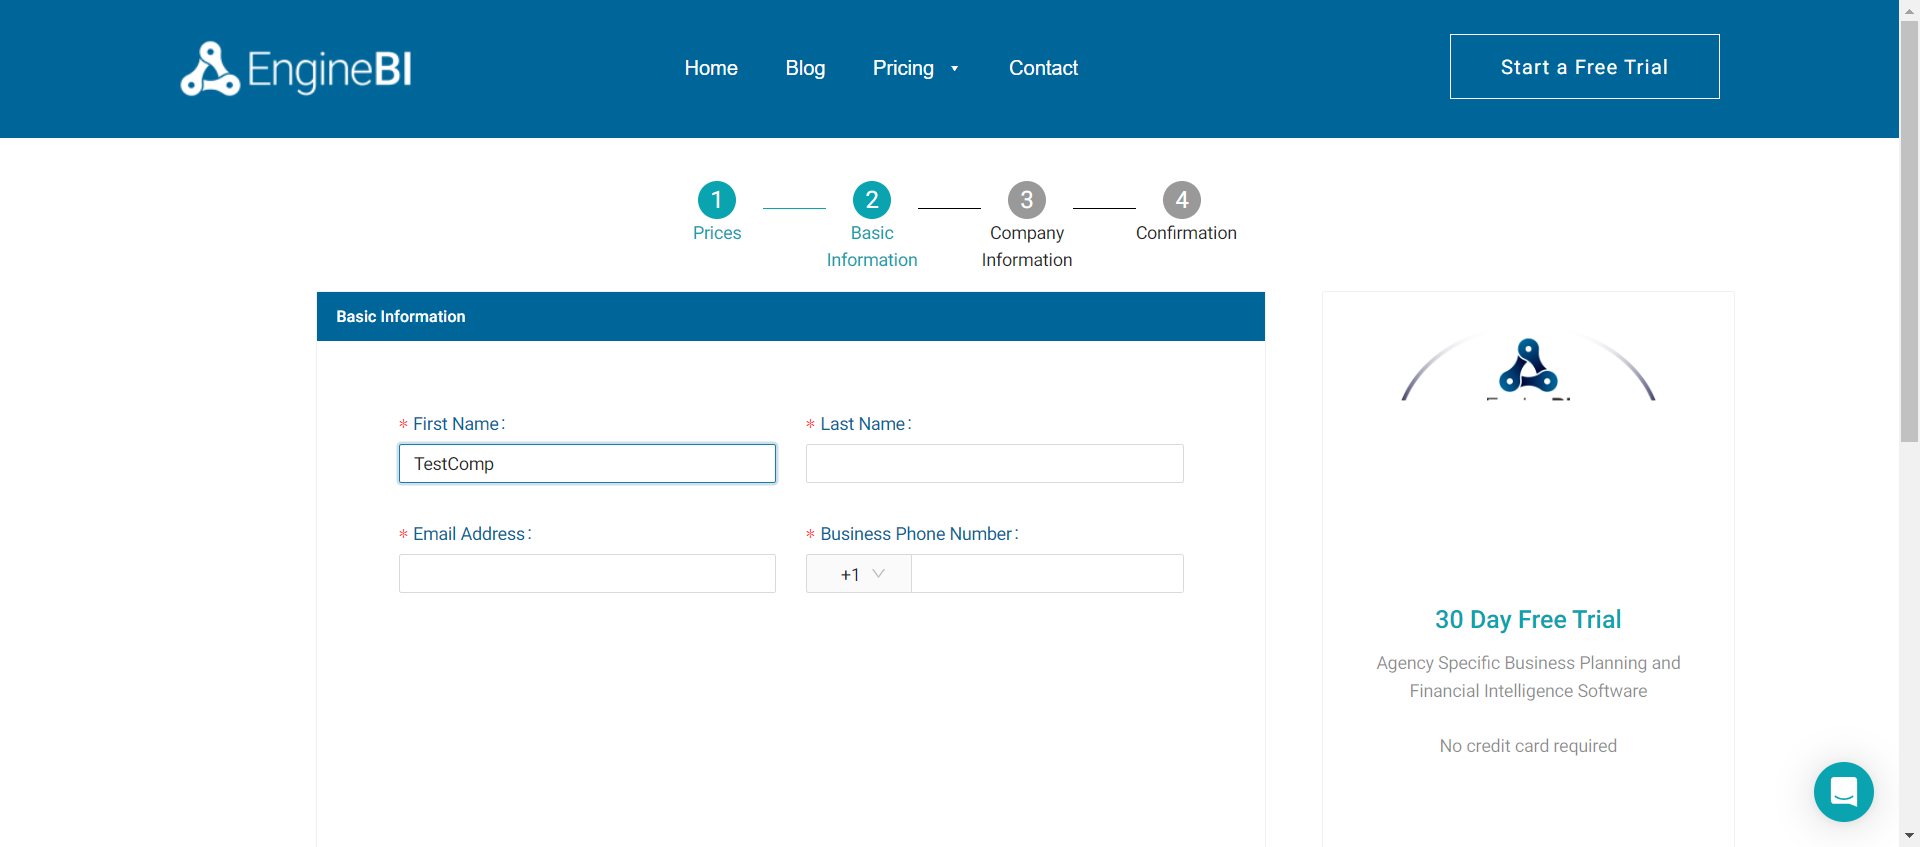 EngineBI
Home
Blog
Pricing
Contact
Start a Free Trial
1
Prices
2
Basic
Information
3
Company
Information
4
Confirmation
Basic Information
* First Name:
TestComp
* Last Name:
* Email Address:
* Business Phone Number:
+1
30 Day Free Trial
Agency Specific Business Planning and
Financial Intelligence Software
No credit card required